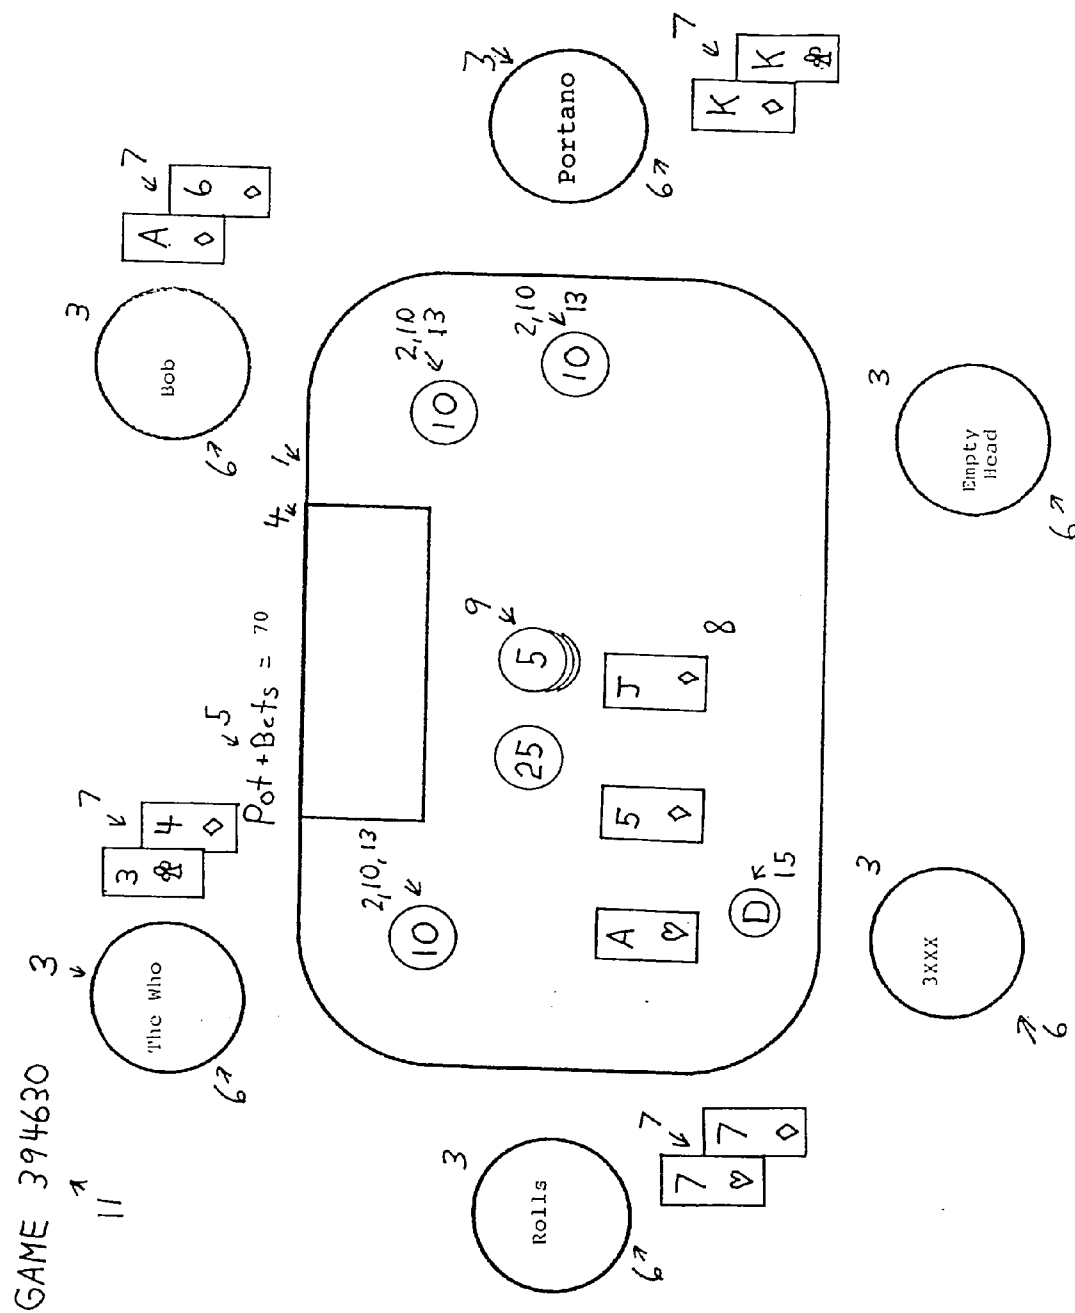 GAME 394630
11
3
The Who
6
7
3 ♣
4 ♢
5
Pot + Bets = 70
3
Bob
6
7
A ♢
6 ♢
4
1
3
Rolls
6
7
7 ♡
7 ♢
2,10,13
10
25
9
5
2,10
13
10
2,10
13
10
3
Portano
6
7
K ♢
K ♣
A ♡
5 ♢
J ♢
8
D
15
3
3XXX
6
3
Empty
Head
6